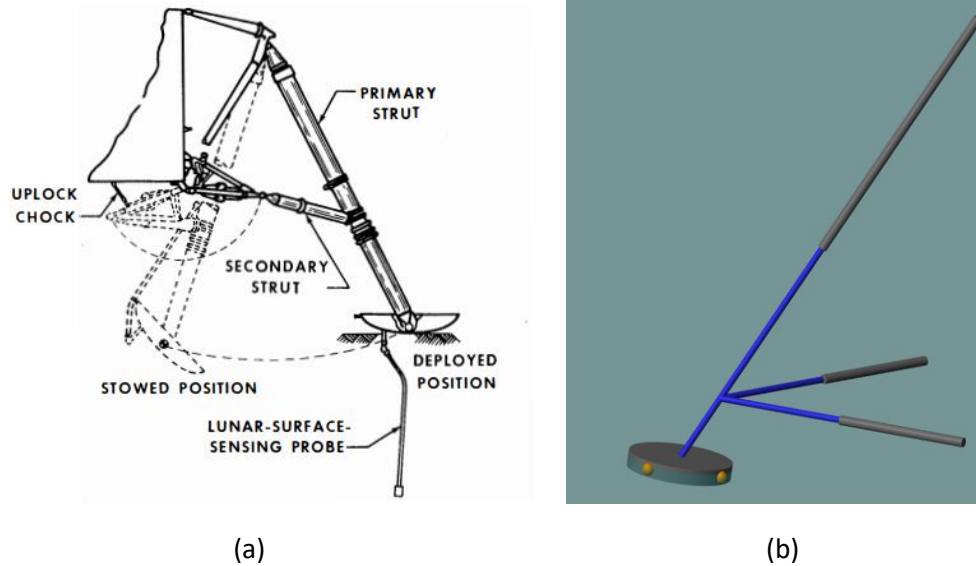 PRIMARY
STRUT
UPLOCK
CHOCK
SECONDARY
STRUT
STOWED POSITION
DEPLOYED
POSITION
LUNAR-SURFACE-
SENSING PROBE
(a)
(b)